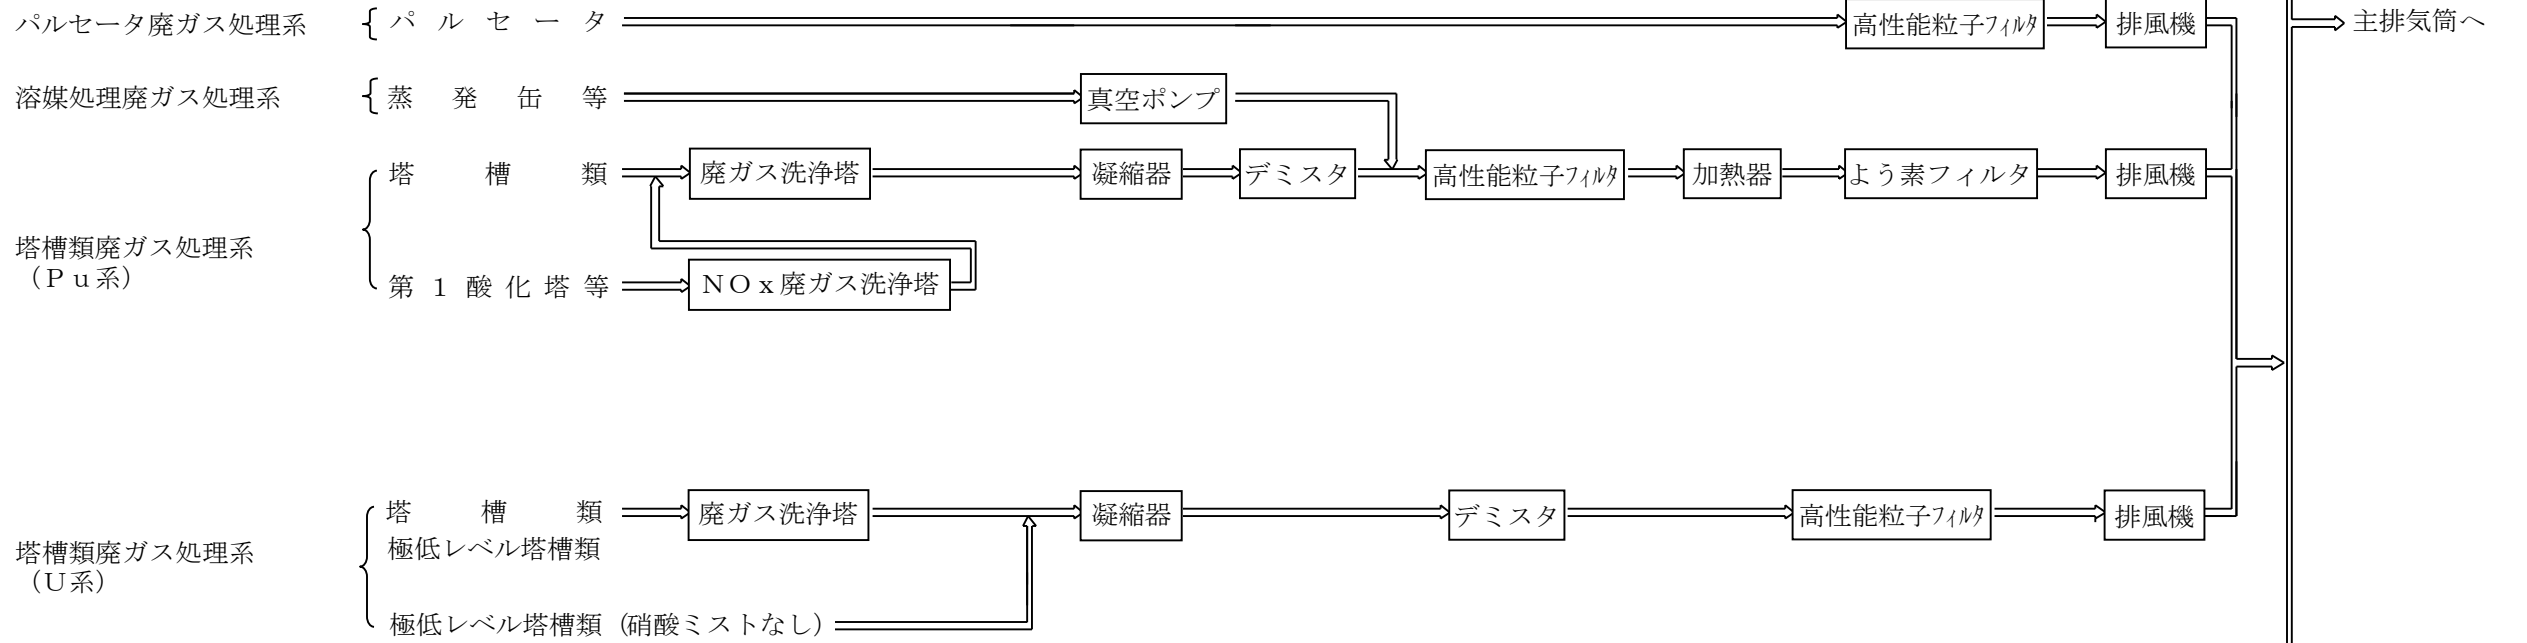 パルセータ廃ガス処理系 パルセータ 高性能粒子フィルタ 排風機 主排気筒へ
溶媒処理廃ガス処理系 蒸発缶等 真空ポンプ
塔槽類 廃ガス洗浄塔 凝縮器 デミスタ 高性能粒子フィルタ 加熱器 よう素フィルタ 排風機
塔槽類廃ガス処理系
（Ｐｕ系）
第１酸化塔等 ＮＯｘ廃ガス洗浄塔
塔槽類 廃ガス洗浄塔 凝縮器 デミスタ 高性能粒子フィルタ 排風機
極低レベル塔槽類
塔槽類廃ガス処理系
（Ｕ系）
極低レベル塔槽類（硝酸ミストなし）